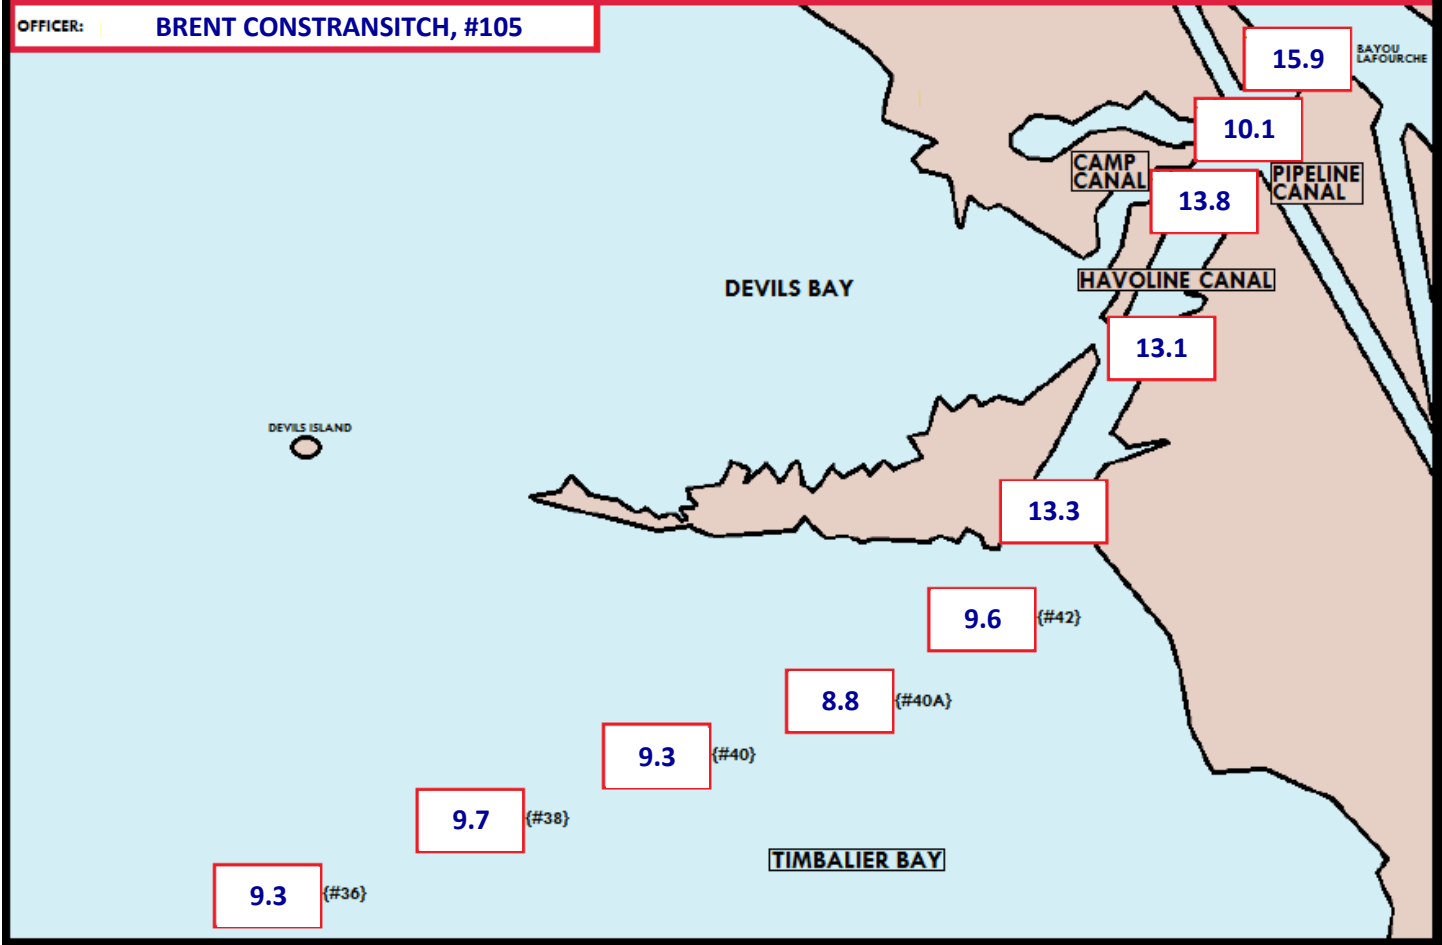 OFFICER: BRENT CONSTRANSITCH, #105
15.9
BAYOU
LAFOURCHE
10.1
CAMP
CANAL
PIPELINE
CANAL
13.8
DEVILS BAY
HAVOLINE CANAL
13.1
DEVILS ISLAND
13.3
9.6 {#42}
8.8 {#40A}
9.3 {#40}
9.7 {#38}
TIMBALIER BAY
9.3 {#36}